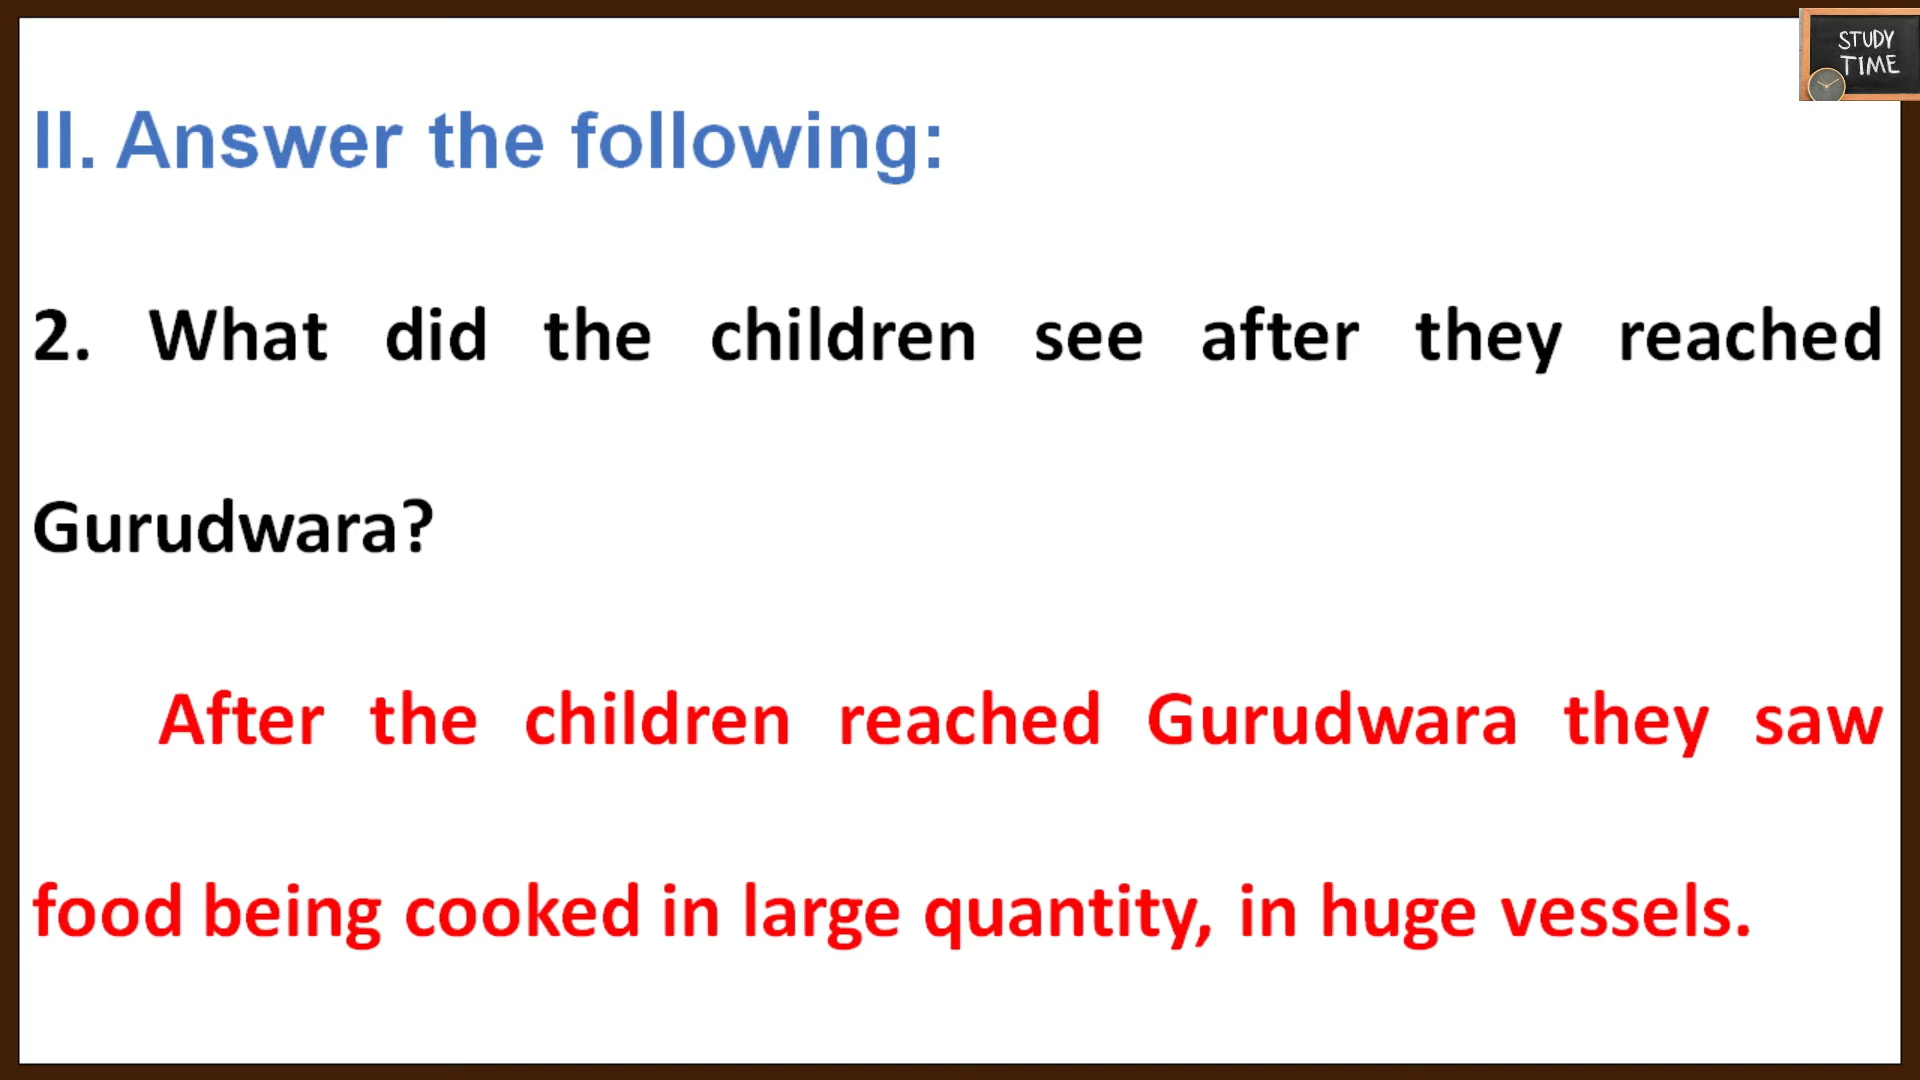 STUDY
TIME
II. Answer the following:
2. What did the children see after they reached
Gurudwara?
After the children reached Gurudwara they saw
food being cooked in large quantity, in huge vessels.